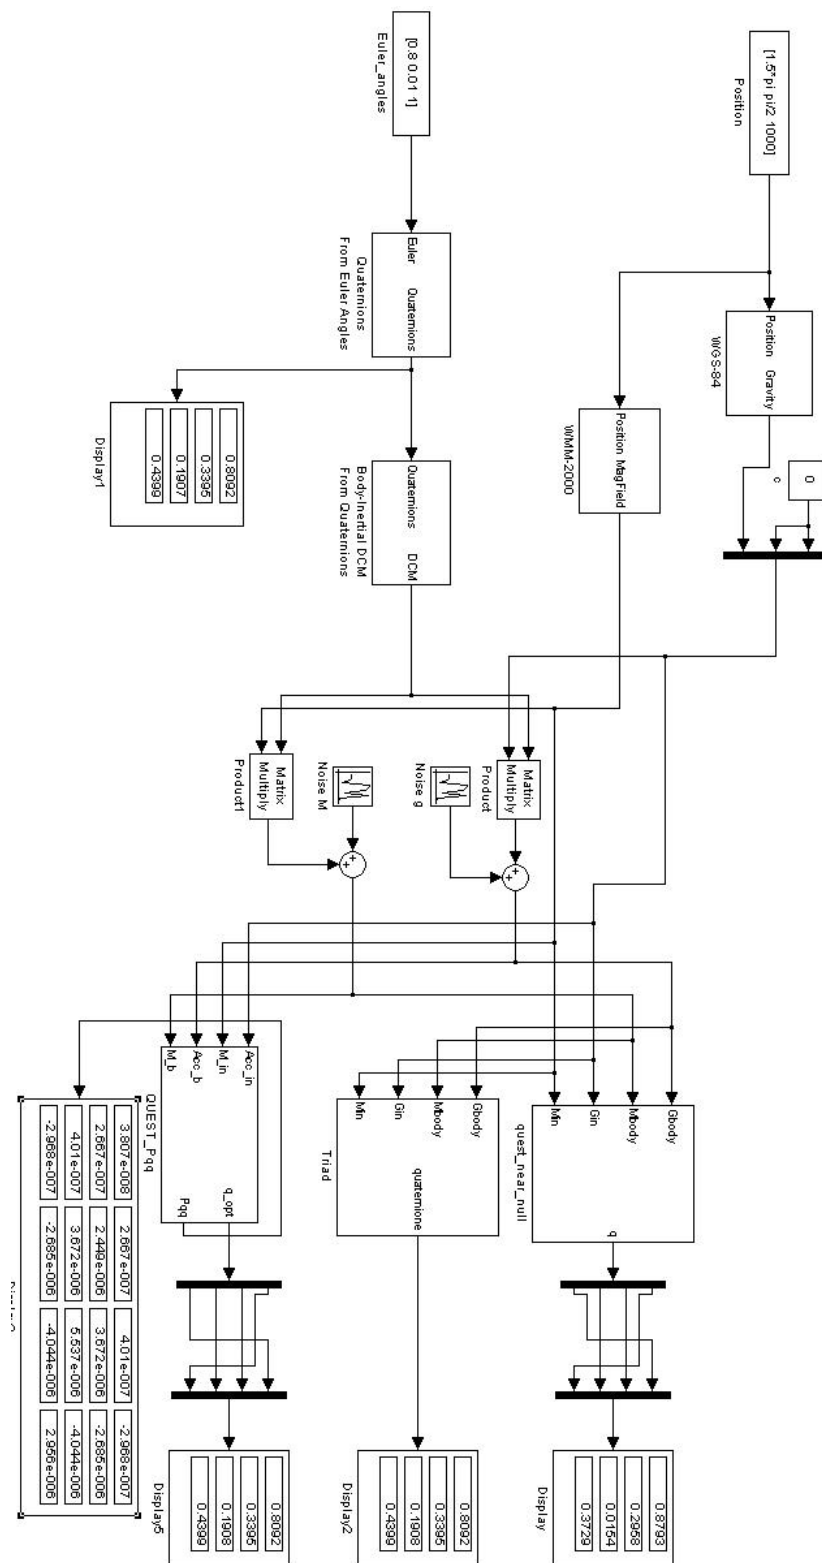 [1.5*pi pi/2 1000]
Position
Position Gravity
WGS-84
0
c
Position MagField
WMM-2000
[0.8 0.01 1]
Euler_angles
Euler Quaternions
Quaternions
From Euler Angles
0.8092
0.3395
0.1907
0.4399
Display1
Quaternions DCM
Body-Inertial DCM
From Quaternions
Matrix
Multiply
Product
Noise g
Matrix
Multiply
Product1
Noise M
+
+
+
+
Gbody
Mbody
Gin
Min
q
quest_near_null
0.8793
0.2958
0.0154
0.3729
Display
Gbody
Mbody
Gin
Min
quaternione
Triad
0.8092
0.3395
0.1908
0.4399
Display2
Acc_in
M_in
Acc_b
M_b
q_opt
Pqq
QUEST_Pqq
0.8092
0.3395
0.1908
0.4399
Display5
3.807e-008 2.667e-007 4.01e-007 -2.968e-007
2.667e-007 2.449e-006 3.672e-006 -2.685e-006
4.01e-007 3.672e-006 5.537e-006 -4.044e-006
-2.968e-007 -2.685e-006 -4.044e-006 2.956e-006